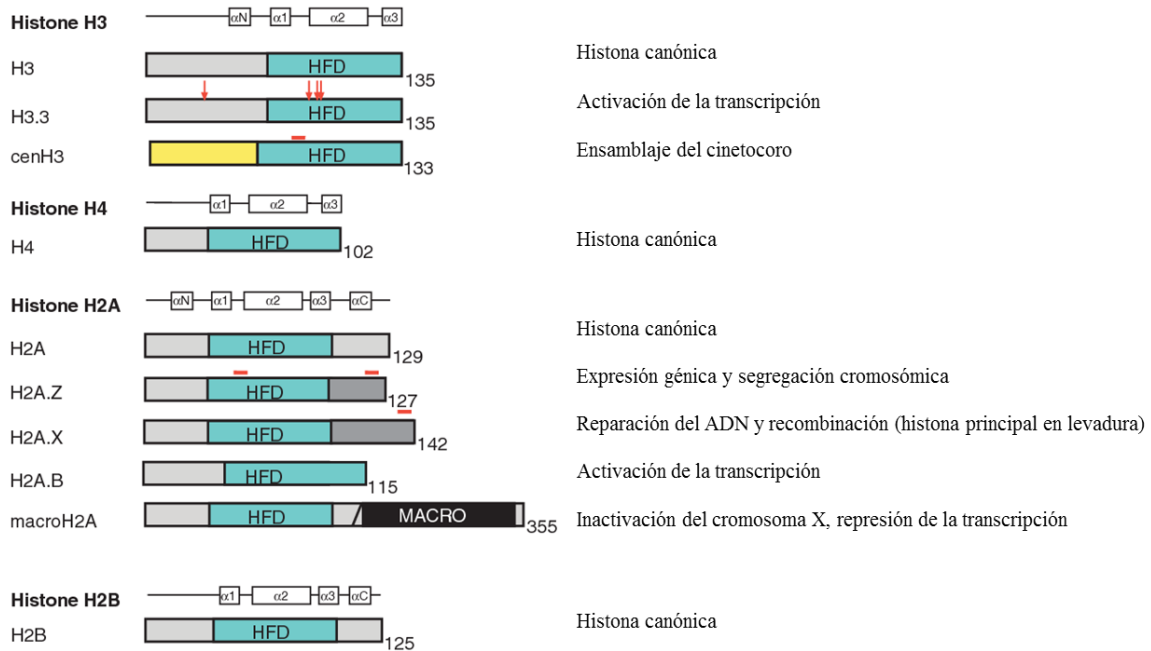 Histone H3 αN α1 α2 α3
H3 HFD 135 Histona canónica
H3.3 HFD 135 Activación de la transcripción
cenH3 HFD 133 Ensamblaje del cinetocoro
Histone H4 α1 α2 α3
H4 HFD 102 Histona canónica
Histone H2A αN α1 α2 α3 αC
H2A HFD 129 Histona canónica
H2A.Z HFD 127 Expresión génica y segregación cromosómica
H2A.X HFD 142 Reparación del ADN y recombinación (histona principal en levadura)
H2A.B HFD 115 Activación de la transcripción
macroH2A HFD MACRO 355 Inactivación del cromosoma X, represión de la transcripción
Histone H2B α1 α2 α3 αC
H2B HFD 125 Histona canónica